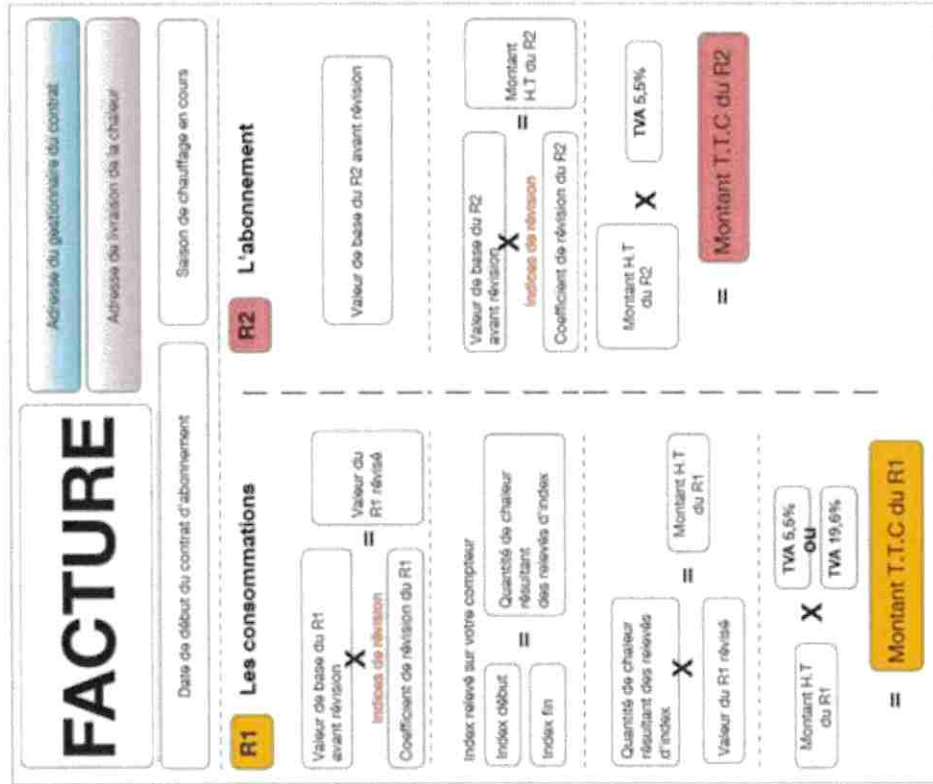 FACTURE
Adresse du gestionnaire du contrat
Adresse de livraison de la chaleur
Date de début du contrat d'abonnement
Saison de chauffage en cours
R1
Les consommations
Valeur de base du R1
avant révision
X
Indices de révision
Coefficient de révision du R1
=
Valeur du
R1 révisé
Index relevé sur votre compteur
Index début
Index fin
=
Quantité de chaleur
résultant
des relevés d'index
Quantité de chaleur
résultant des relevés
d'index
X
Valeur du R1 révisé
=
Montant H.T
du R1
Montant H.T
du R1
X
TVA 5,5%
ou
TVA 19,6%
=
Montant T.T.C du R1
R2
L'abonnement
Valeur de base du R2 avant révision
Valeur de base du R2
avant révision
X
Indices de révision
Coefficient de révision du R2
=
Montant
H.T du R2
Montant H.T
du R2
X
TVA 5,5%
=
Montant T.T.C du R2